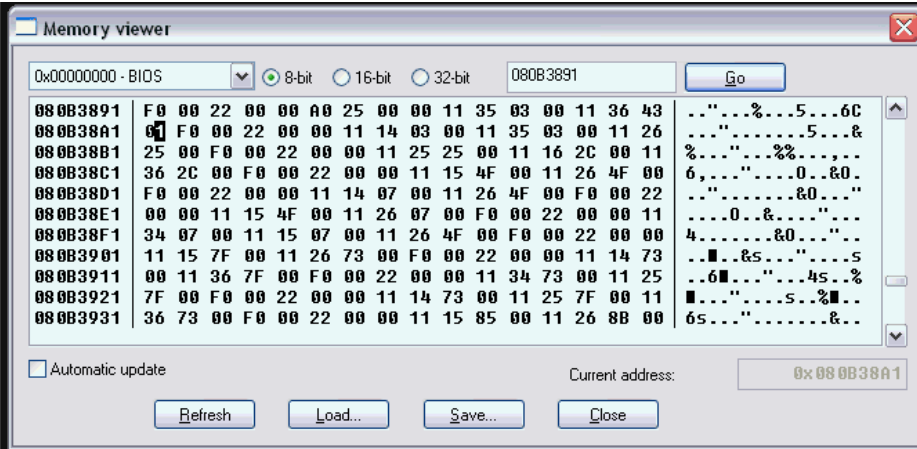 Memory viewer
0x00000000 - BIOS 8-bit 16-bit 32-bit 080B3891 Go
080B3891 F0 00 22 00 00 A0 25 00 00 11 35 03 00 11 36 43 .."...%...5...6C
080B38A1 01 F0 00 22 00 00 11 14 03 00 11 35 03 00 11 26 ...".......5...&
080B38B1 25 00 F0 00 22 00 00 11 25 25 00 11 16 2C 00 11 %..."...%%...,..
080B38C1 36 2C 00 F0 00 22 00 00 11 15 4F 00 11 26 4F 00 6,..."....O..&O.
080B38D1 F0 00 22 00 00 11 14 07 00 11 26 4F 00 F0 00 22 ..".......&O..."
080B38E1 00 00 11 15 4F 00 11 26 07 00 F0 00 22 00 00 11 ....O..&...."...
080B38F1 34 07 00 11 15 07 00 11 26 4F 00 F0 00 22 00 00 4.......&O..."..
080B3901 11 15 7F 00 11 26 73 00 F0 00 22 00 00 11 14 73 ..■..&s..."....s
080B3911 00 11 36 7F 00 F0 00 22 00 00 11 34 73 00 11 25 ..6■..."...4s..%
080B3921 7F 00 F0 00 22 00 00 11 14 73 00 11 25 7F 00 11 ■..."....s..%■..
080B3931 36 73 00 F0 00 22 00 00 11 15 85 00 11 26 8B 00 6s...".......&..
Automatic update Current address: 0x080B38A1
Refresh Load... Save... Close